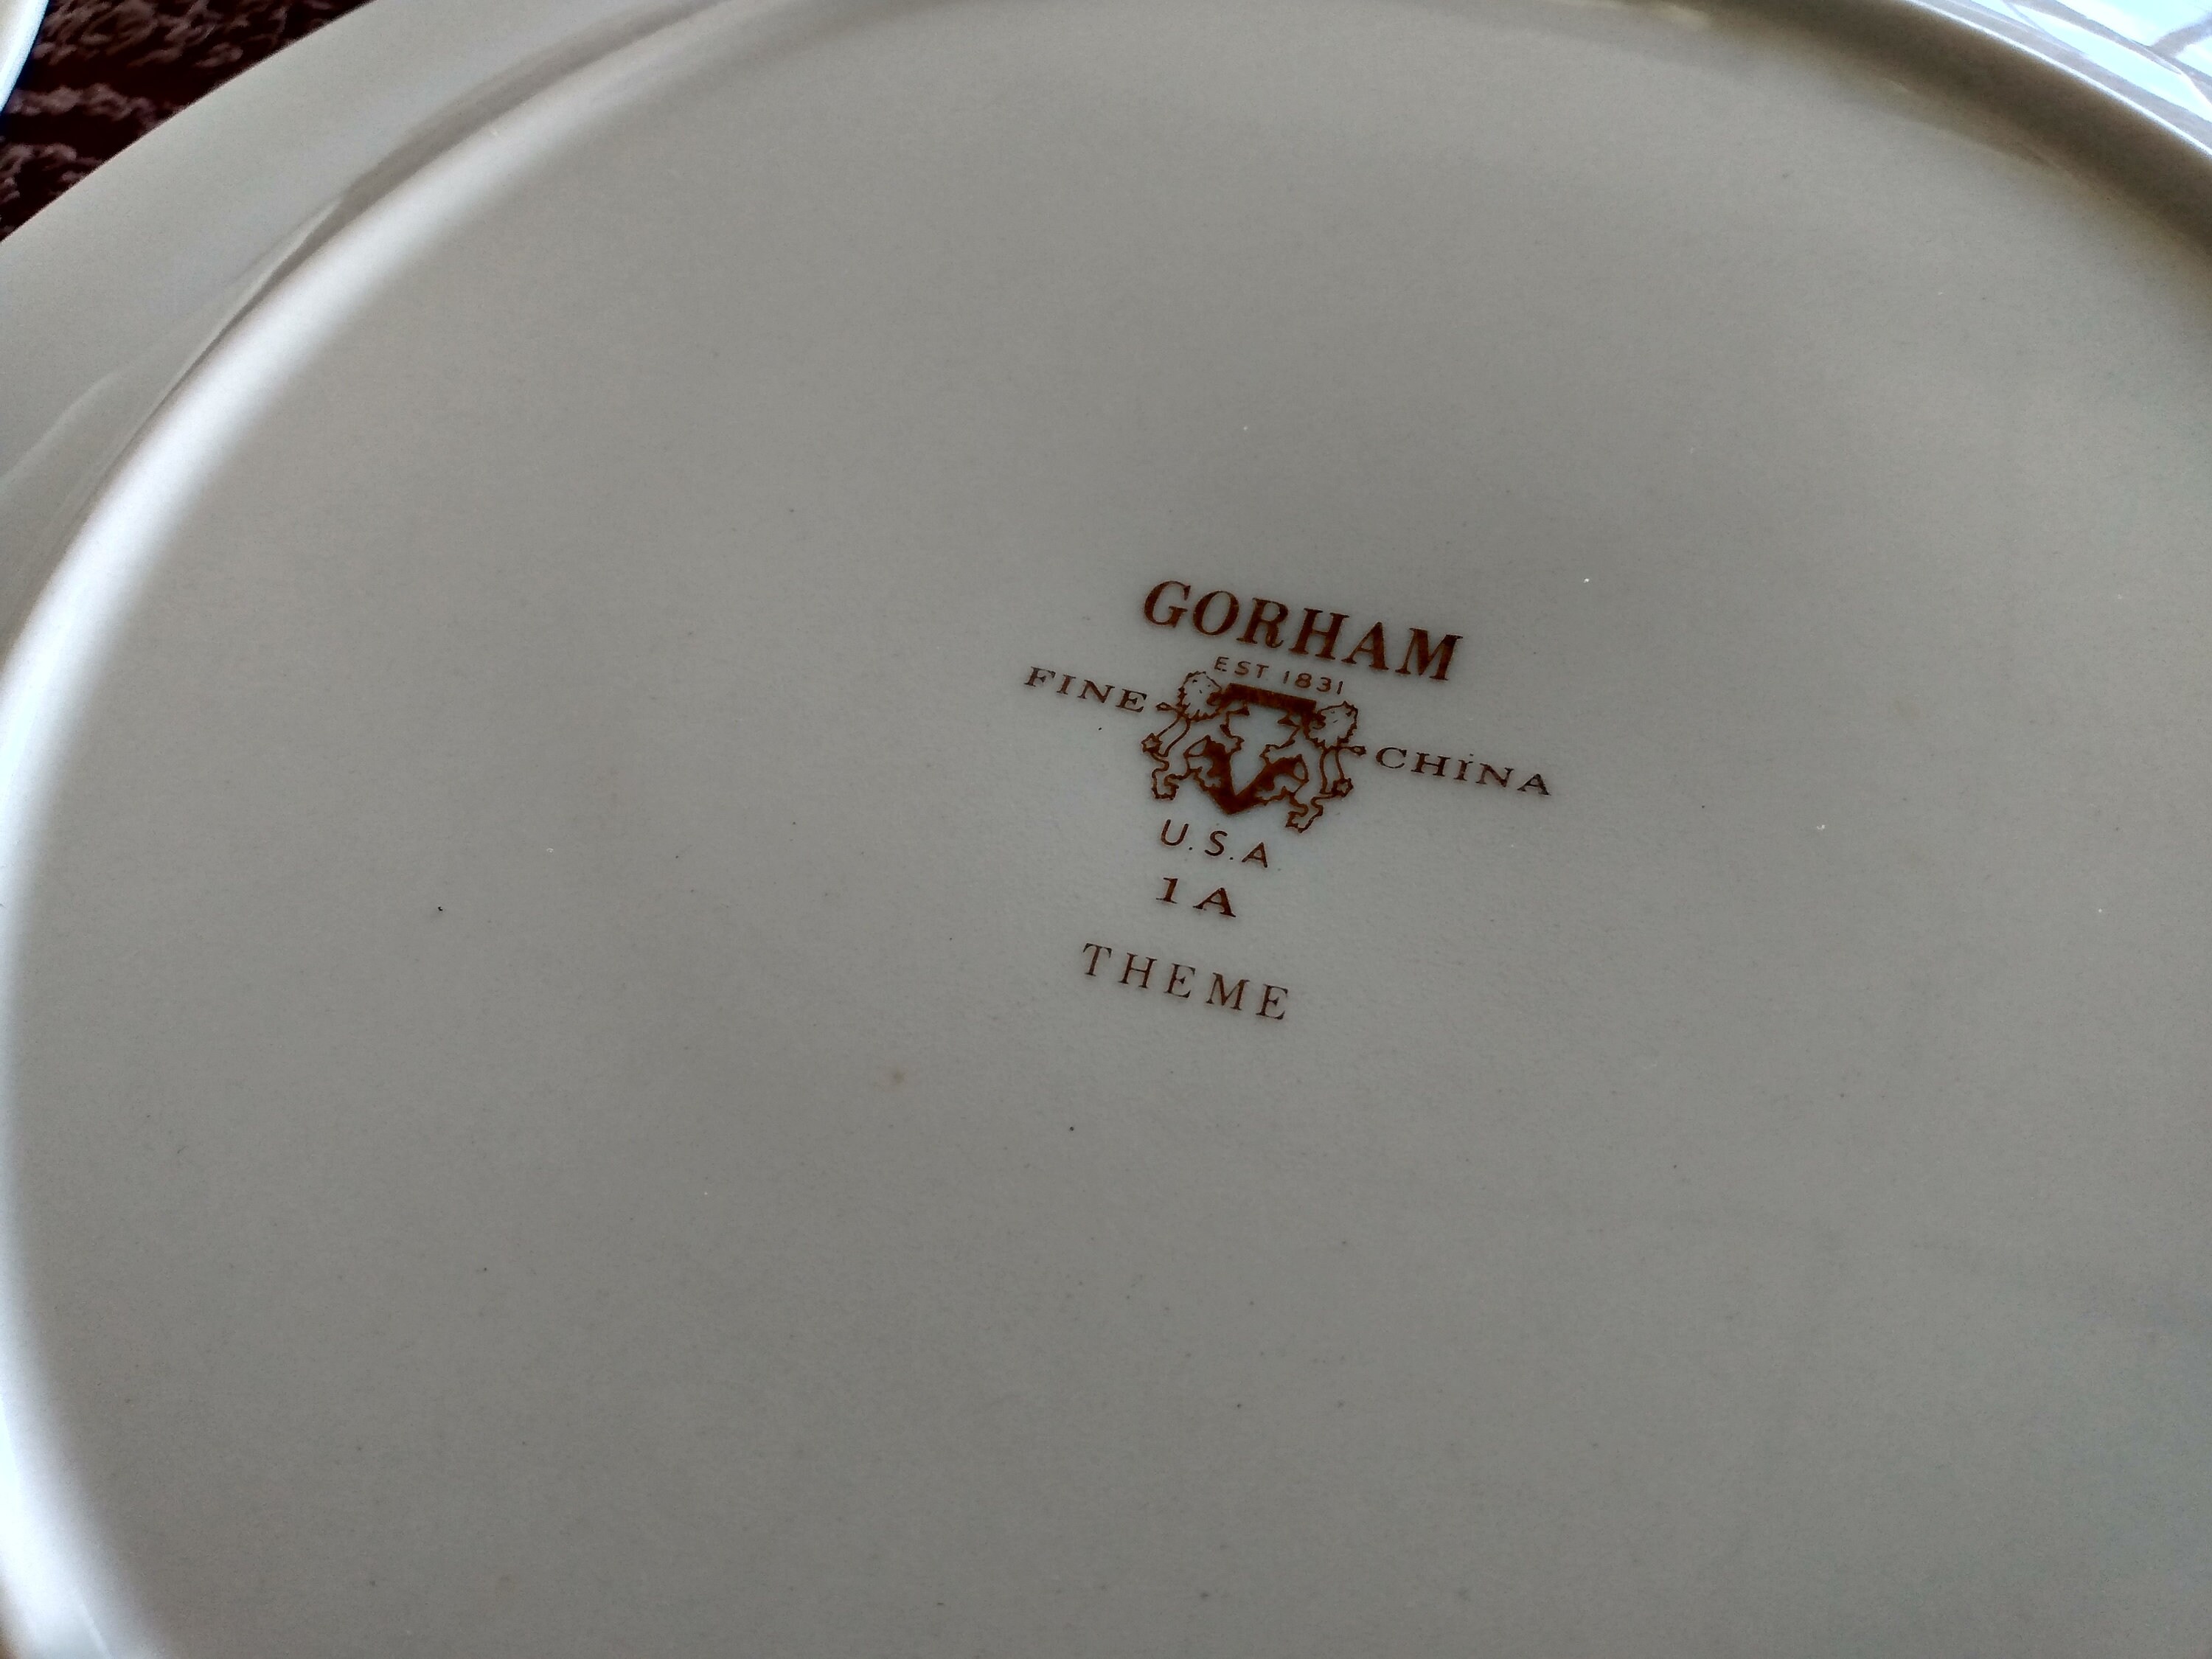 GORHAM
EST 1831
FINE CHINA
U.S.A
1A
THEME